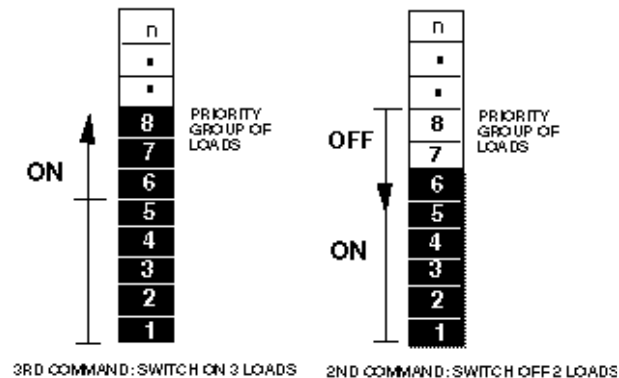 n
8
7
6
5
4
3
2
1
ON
PRIORITY
GROUP OF
LOADS
3RD COMMAND: SWITCH ON 3 LOADS
n
8
7
6
5
4
3
2
1
OFF
ON
PRIORITY
GROUP OF
LOADS
2ND COMMAND: SWITCH OFF 2 LOADS